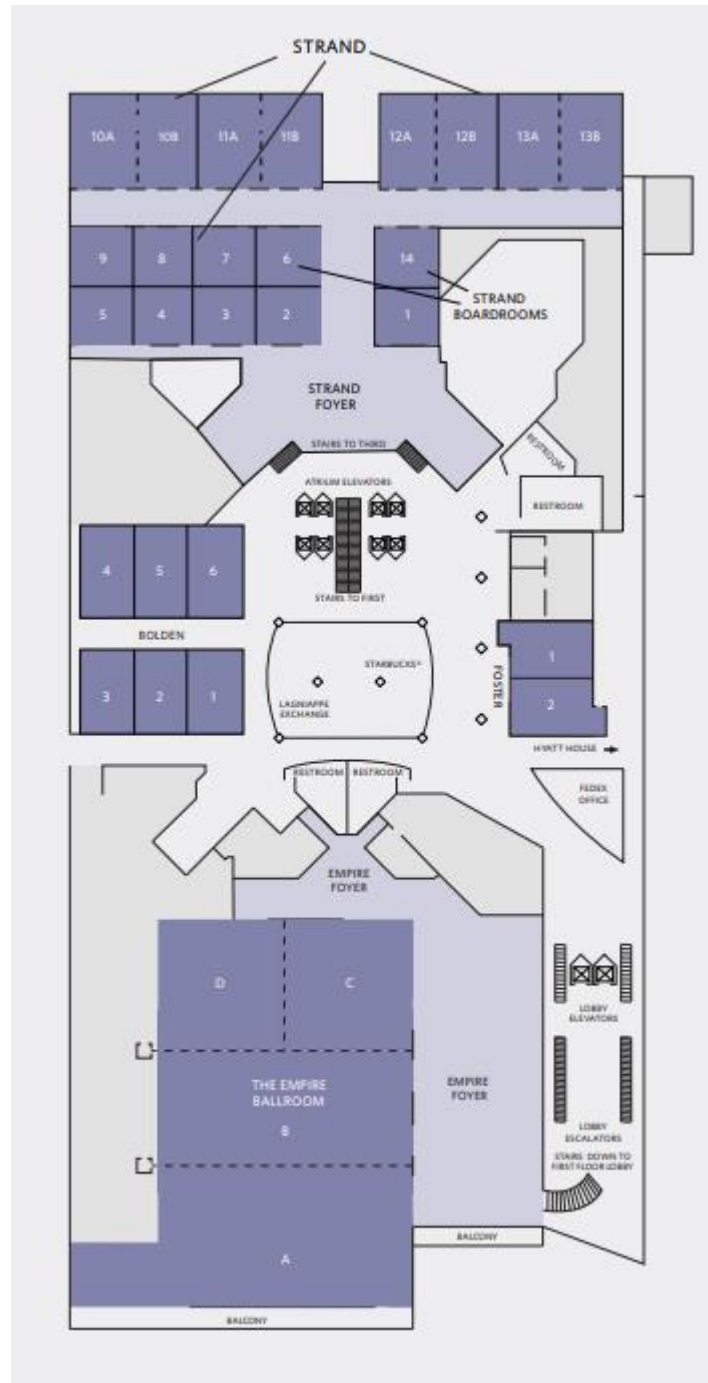 STRAND
10A
10B
11A
11B
12A
12B
13A
13B
9
8
7
6
14
5
4
3
2
1
STRAND
BOARDROOMS
STRAND
FOYER
STAIRS TO THIRD
RESTROOM
ATRIUM ELEVATORS
RESTROOM
4
5
6
STAIRS TO FIRST
BOLDEN
3
2
1
STARBUCKS®
LAGNIAPPE
EXCHANGE
FOSTER
1
2
HYATT HOUSE
RESTROOM
RESTROOM
FEDEX
OFFICE
EMPIRE
FOYER
D
C
LOBBY
ELEVATORS
THE EMPIRE
BALLROOM
B
EMPIRE
FOYER
LOBBY
ESCALATORS
STAIRS DOWN TO
FIRST FLOOR LOBBY
BALCONY
A
BALCONY